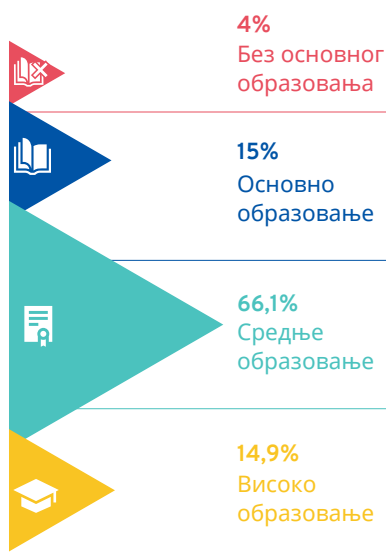 4%
Без основног
образовања
15%
Основно
образовање
66,1%
Средње
образовање
14,9%
Високо
образовање